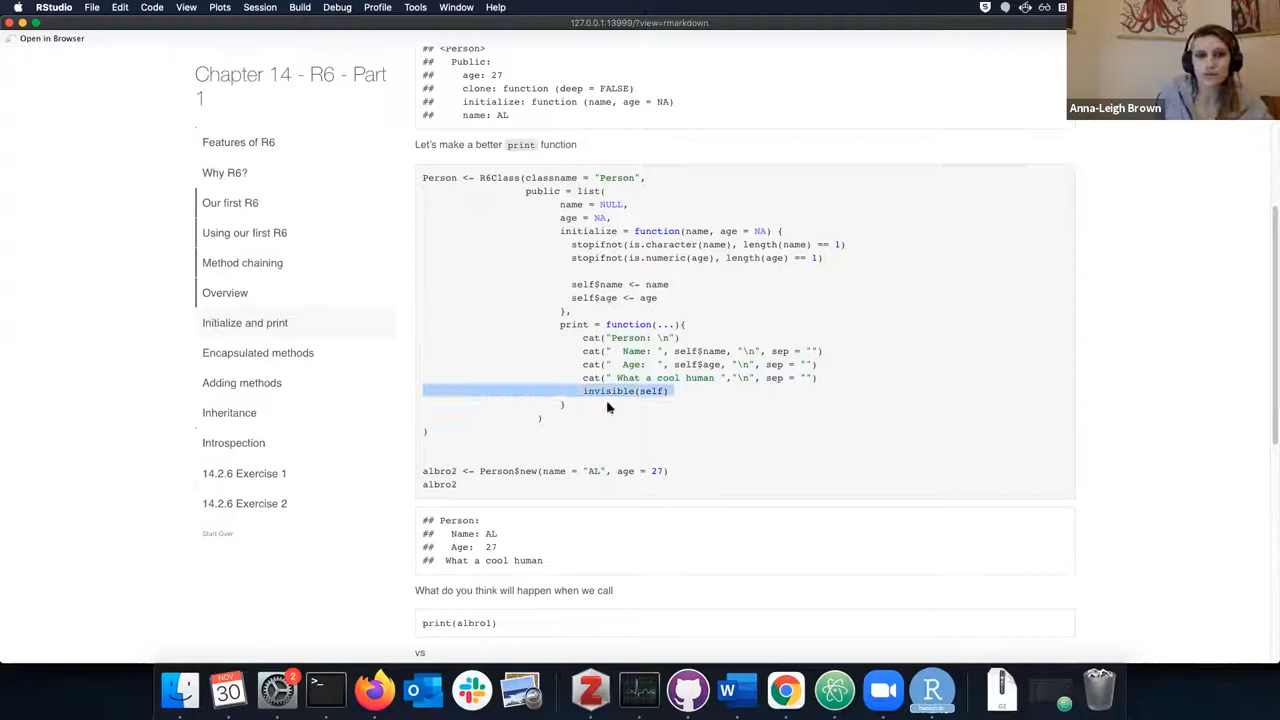 RStudio File Edit Code View Plots Session Build Debug Profile Tools Window Help
127.0.0.1:13999/?view=rmarkdown
Open in Browser
Anna-Leigh Brown
Chapter 14 - R6 - Part
1
Features of R6
Why R6?
Our first R6
Using our first R6
Method chaining
Overview
Initialize and print
Encapsulated methods
Adding methods
Inheritance
Introspection
14.2.6 Exercise 1
14.2.6 Exercise 2
Start Over
## <Person>
##   Public:
##     age: 27
##     clone: function (deep = FALSE)
##     initialize: function (name, age = NA)
##     name: AL
Let's make a better print function
Person <- R6Class(classname = "Person",
public = list(
name = NULL,
age = NA,
initialize = function(name, age = NA) {
stopifnot(is.character(name), length(name) == 1)
stopifnot(is.numeric(age), length(age) == 1)
self$name <- name
self$age <- age
},
print = function(...){
cat("Person: \n")
cat("  Name: ", self$name, "\n", sep = "")
cat("  Age:  ", self$age, "\n", sep = "")
cat(" What a cool human ","\n", sep = "")
invisible(self)
}
)
)
albro2 <- Person$new(name = "AL", age = 27)
albro2
## Person:
##   Name: AL
##   Age:  27
##  What a cool human
What do you think will happen when we call
print(albro1)
vs
NOV
30
2
>_
O
Z
W
R
GZ